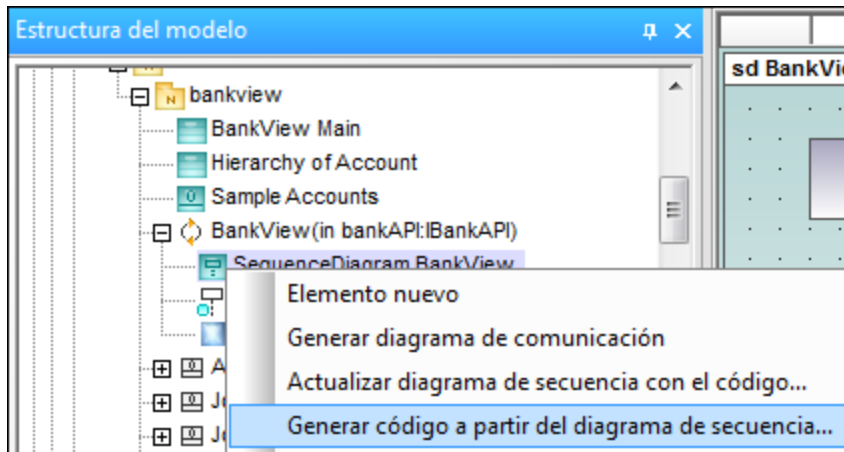 Estructura del modelo
sd BankVi
bankview
BankView Main
Hierarchy of Account
Sample Accounts
BankView(in bankAPI:IBankAPI)
SequenceDiagram BankView
Elemento nuevo
Generar diagrama de comunicación
Actualizar diagrama de secuencia con el código...
Generar código a partir del diagrama de secuencia...